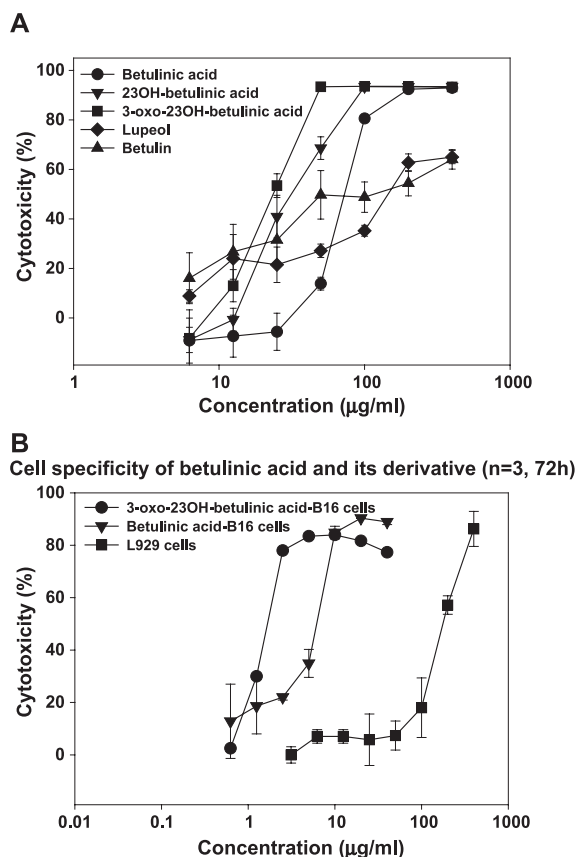 A
100
80
60
40
20
0
Cytotoxicity (%)
Betulinic acid
23OH-betulinic acid
3-oxo-23OH-betulinic acid
Lupeol
Betulin
1
10
100
1000
Concentration (μg/ml)
B
Cell specificity of betulinic acid and its derivative (n=3, 72h)
100
80
60
40
20
0
Cytotoxicity (%)
3-oxo-23OH-betulinic acid-B16 cells
Betulinic acid-B16 cells
L929 cells
0.01
0.1
1
10
100
1000
Concentration (μg/ml)